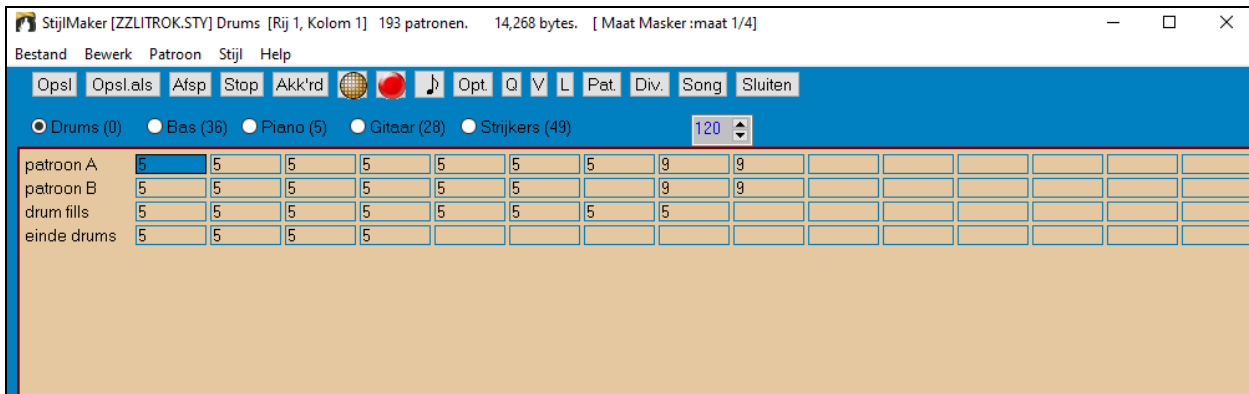 StijlMaker [ZZLITROK.STY] Drums [Rij 1, Kolom 1] 193 patronen. 14,268 bytes. [ Maat Masker :maat 1/4]
Bestand Bewerk Patroon Stijl Help
Opsl Opsl.als Afsp Stop Akk'rd Opt. Q V L Pat. Div. Song Sluiten
Drums (0) Bas (36) Piano (5) Gitaar (28) Strijkers (49) 120
patroon A 5 5 5 5 5 5 5 9 9
patroon B 5 5 5 5 5 5 9 9
drum fills 5 5 5 5 5 5 5 5
einde drums 5 5 5 5